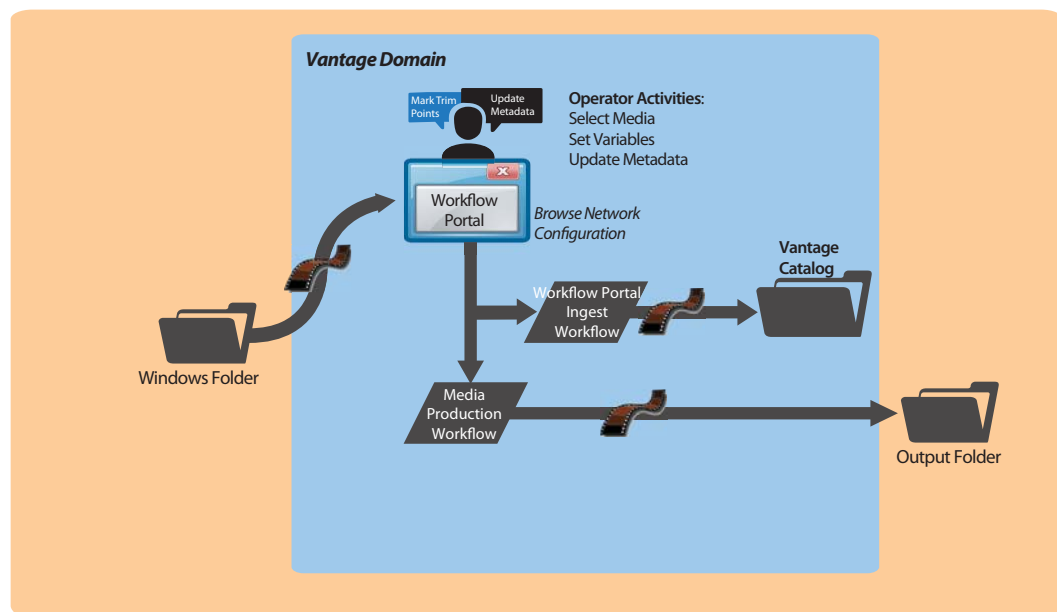 Vantage Domain
Mark Trim
Points
Update
Metadata
Operator Activities:
Select Media
Set Variables
Update Metadata
Workflow
Portal
Browse Network
Configuration
Vantage
Catalog
Workflow Portal
Ingest
Workflow
Windows Folder
Media
Production
Workflow
Output Folder